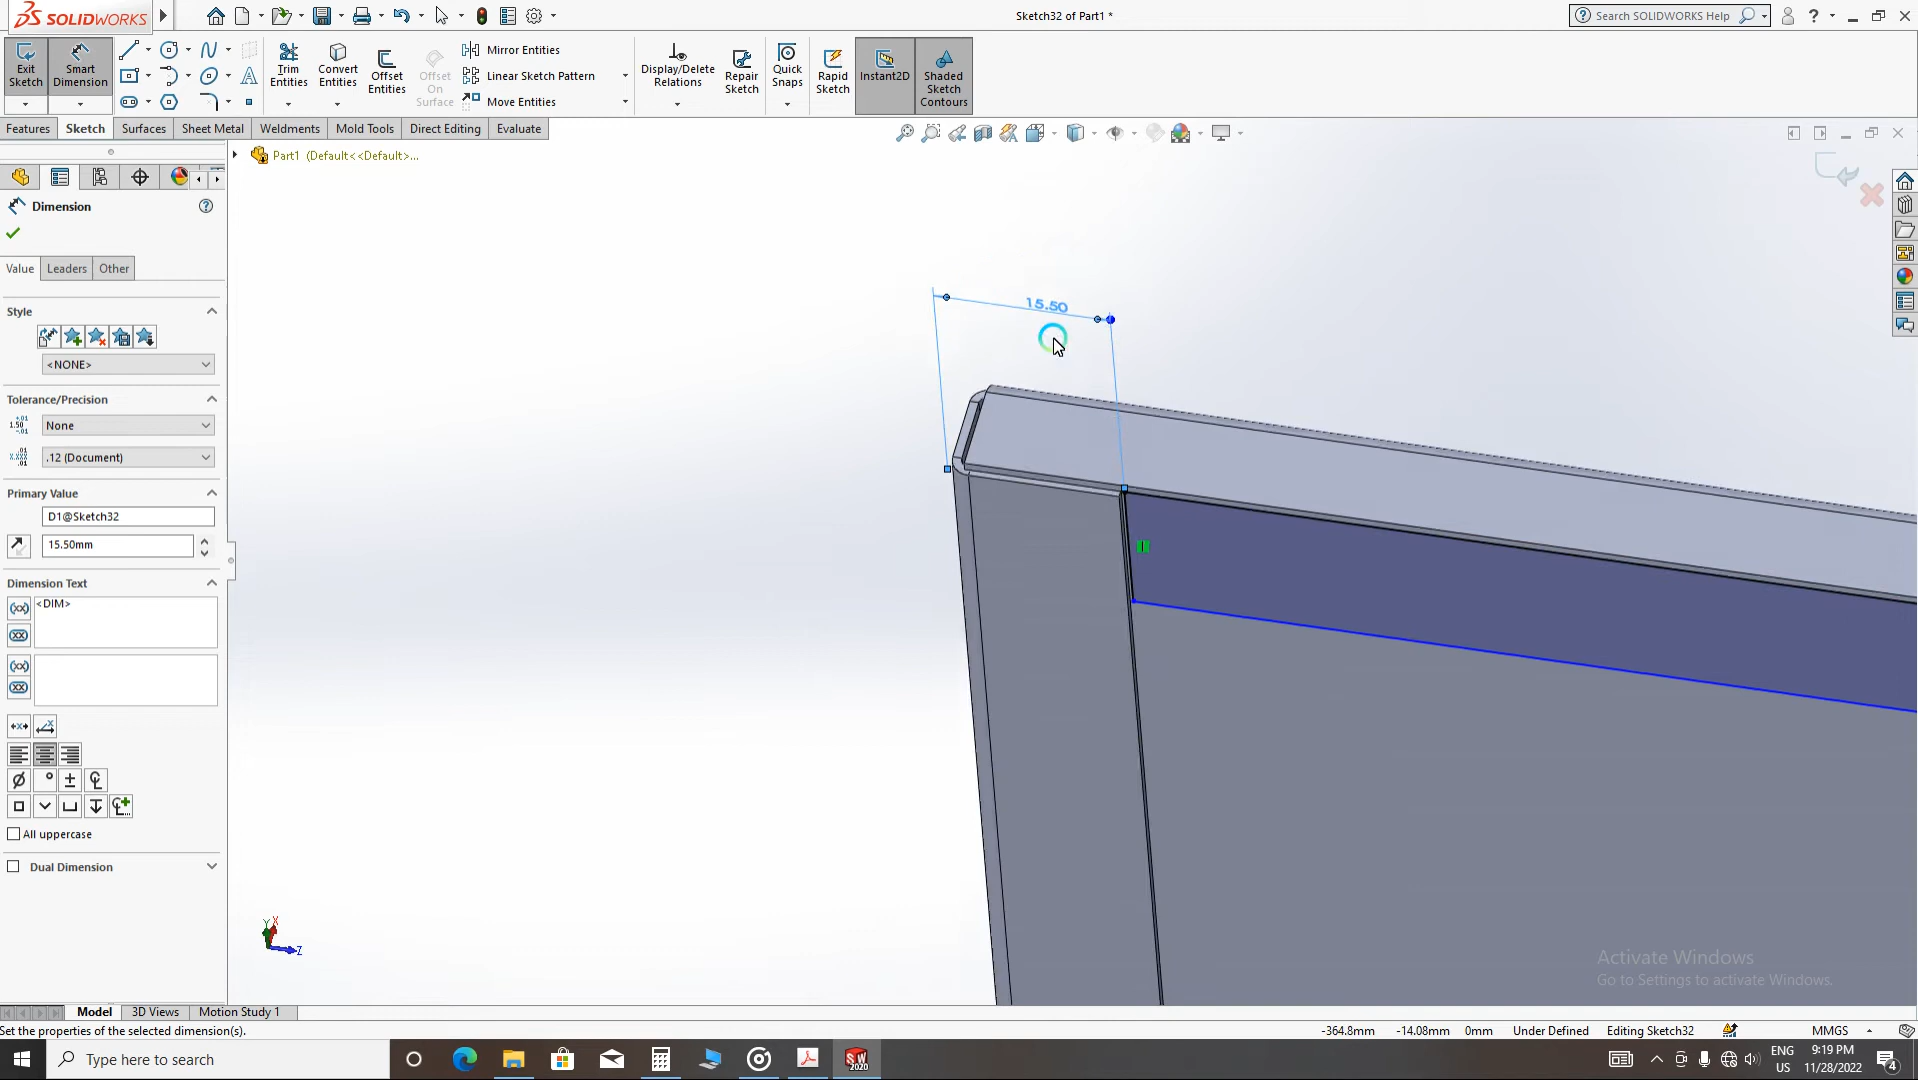 SOLIDWORKS
Sketch32 of Part1 *
Search SOLIDWORKS Help
Exit Sketch
Smart Dimension
Trim Entities
Convert Entities
Offset Entities
Offset On Surface
Mirror Entities
Linear Sketch Pattern
Move Entities
Display/Delete Relations
Repair Sketch
Quick Snaps
Rapid Sketch
Instant2D
Shaded Sketch Contours
Features
Sketch
Surfaces
Sheet Metal
Weldments
Mold Tools
Direct Editing
Evaluate
Part1 (Default<<Default>...
Dimension
Value
Leaders
Other
Style
<NONE>
Tolerance/Precision
None
.12 (Document)
Primary Value
D1@Sketch32
15.50mm
Dimension Text
<DIM>
All uppercase
Dual Dimension
15.50
Y X
Z
Activate Windows
Go to Settings to activate Windows.
Model
3D Views
Motion Study 1
Set the properties of the selected dimension(s).
-364.8mm
-14.08mm
0mm
Under Defined
Editing Sketch32
MMGS
Type here to search
SW
2020
ENG
US
9:19 PM
11/28/2022
4